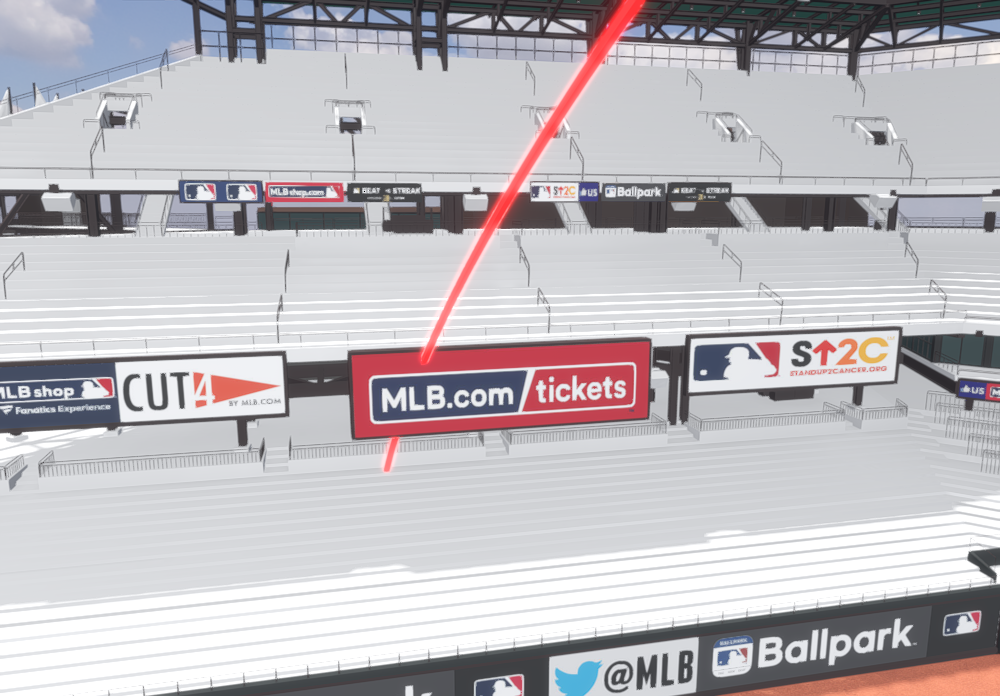 MLBshop.com
BEAT THE STREAK
S↑2C
US
Ballpark
BEAT THE STREAK
MLB shop
Fanatics Experience
CUT4
BY MLB.COM
MLB.com/tickets
S↑2C
STANDUP2CANCER.ORG
US
@MLB
Ballpark